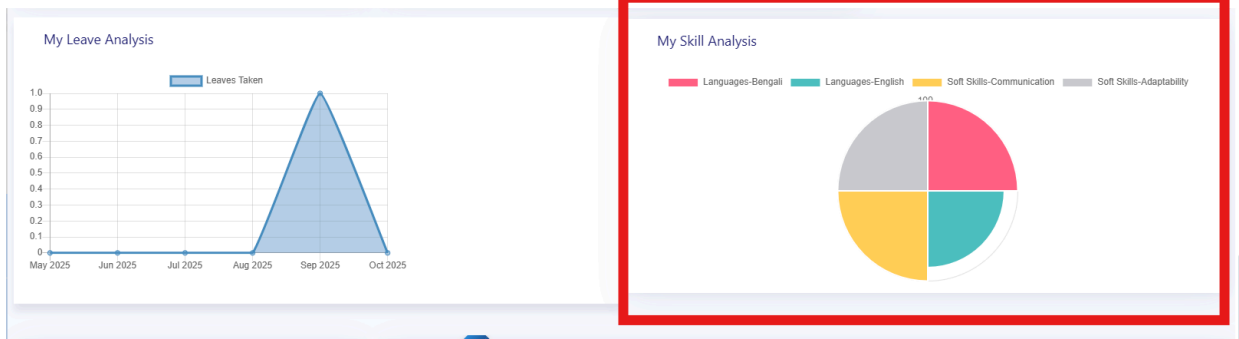 My Leave Analysis
Leaves Taken
1.0
0.9
0.8
0.7
0.6
0.5
0.4
0.3
0.2
0.1
0
May 2025 Jun 2025 Jul 2025 Aug 2025 Sep 2025 Oct 2025
My Skill Analysis
Languages-Bengali Languages-English Soft Skills-Communication Soft Skills-Adaptability
100